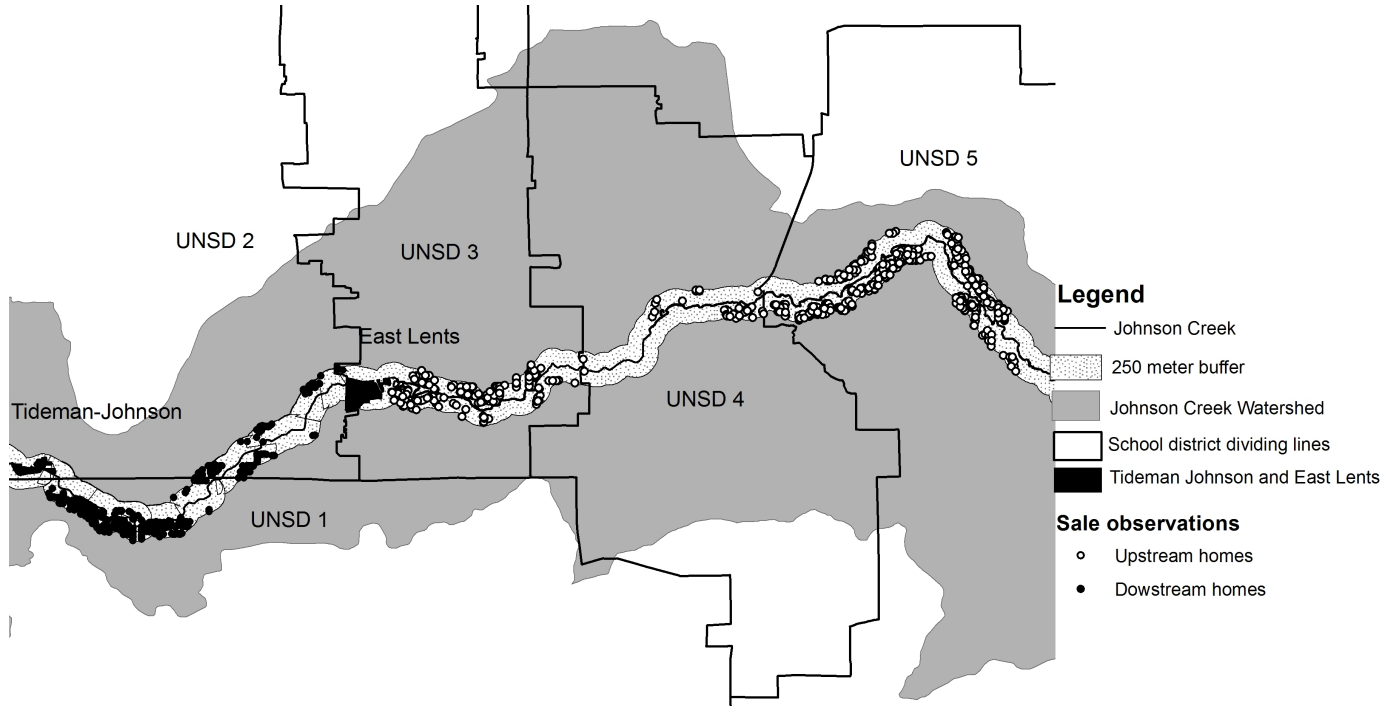 UNSD 5
UNSD 2
UNSD 3
East Lents
UNSD 4
Tideman-Johnson
UNSD 1
Legend
Johnson Creek
250 meter buffer
Johnson Creek Watershed
School district dividing lines
Tideman Johnson and East Lents
Sale observations
Upstream homes
Dowstream homes